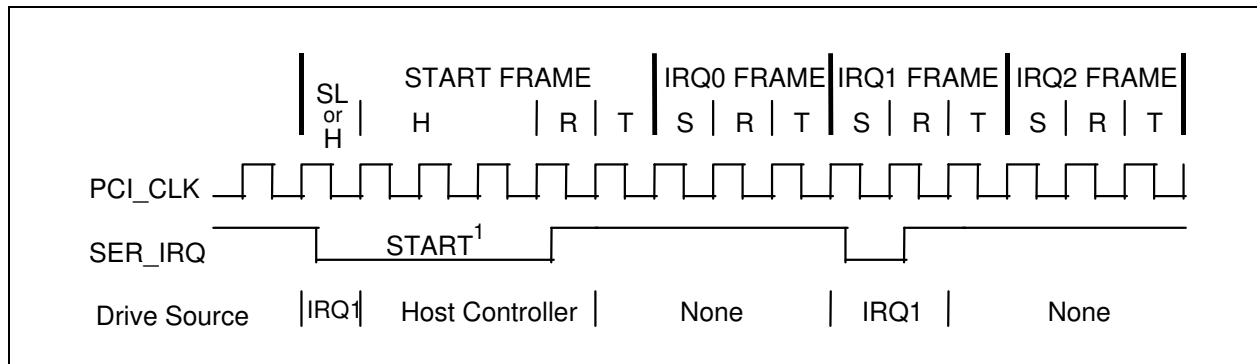 START FRAME IRQ0 FRAME IRQ1 FRAME IRQ2 FRAME
SL
or
H
H R T S R T S R T S R T
PCI_CLK
SER_IRQ START1
Drive Source IRQ1 Host Controller None IRQ1 None